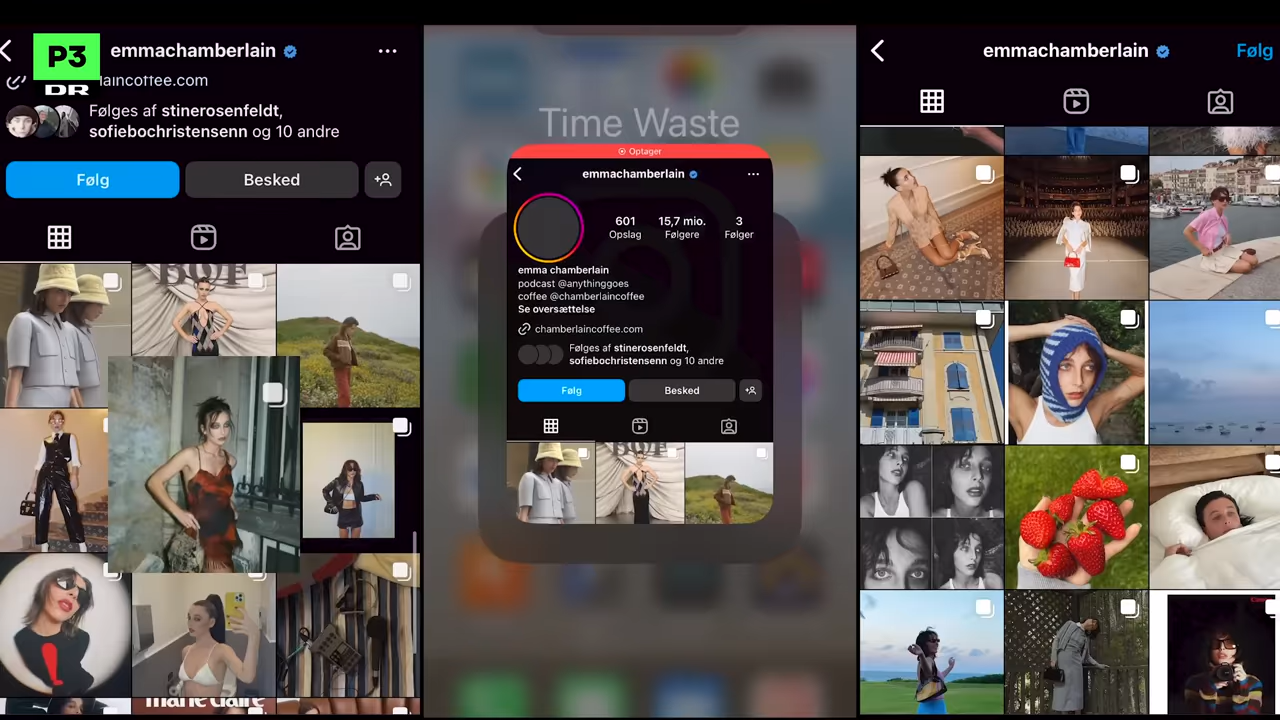 P3
DR
emmachamberlain
laincoffee.com
Følges af stinerosenfeldt,
sofiebochristensenn og 10 andre
Følg
Besked
marie claire
Time Waste
Optager
emmachamberlain
601
15,7 mio.
3
Opslag
Følgere
Følger
emma chamberlain
podcast @anythinggoes
coffee @chamberlaincoffee
Se oversættelse
chamberlaincoffee.com
Følges af stinerosenfeldt,
sofiebochristensenn og 10 andre
Følg
Besked
emmachamberlain
Følg